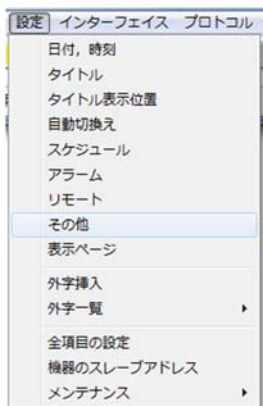 設定 インターフェイス プロトコル
日付，時刻
タイトル
タイトル表示位置
自動切換え
スケジュール
アラーム
リモート
その他
表示ページ
外字挿入
外字一覧
全項目の設定
機器のスレーブアドレス
メンテナンス